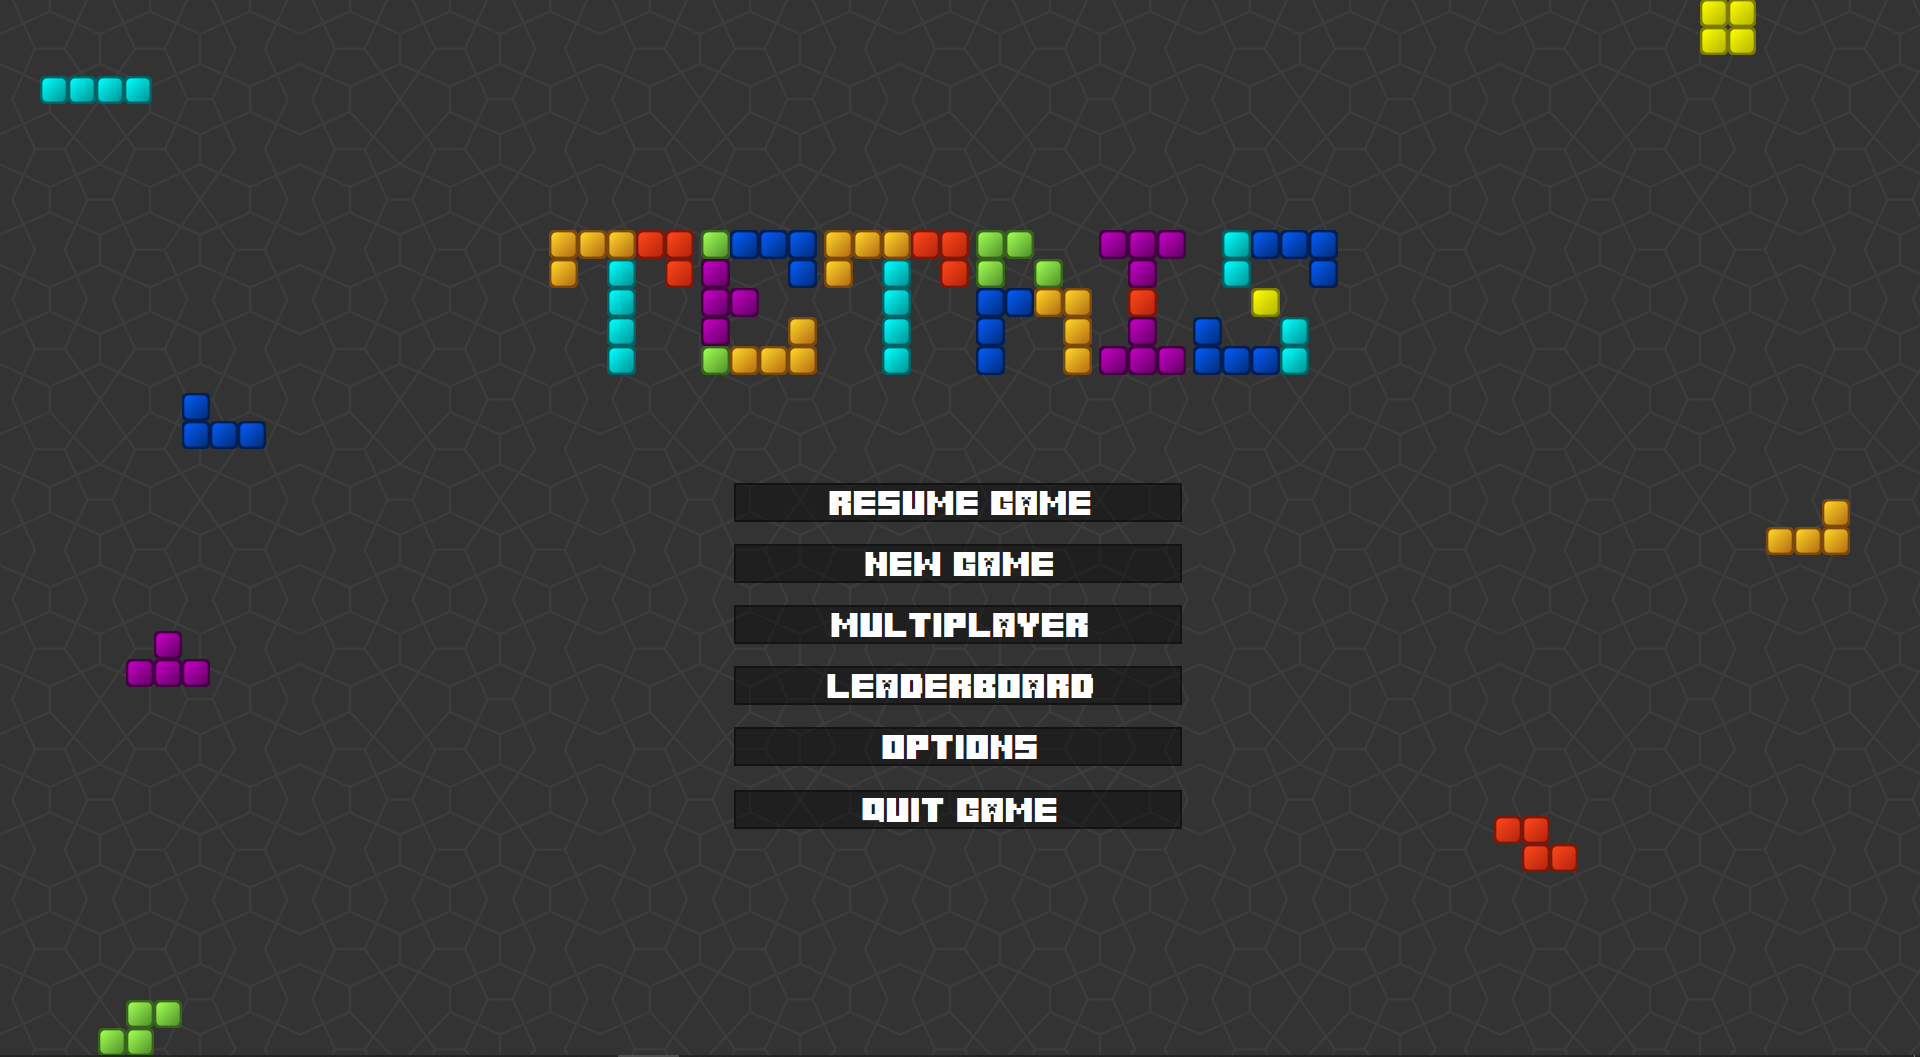 TETRIS
RESUME GAME
NEW GAME
MULTIPLAYER
LEADERBOARD
OPTIONS
QUIT GAME